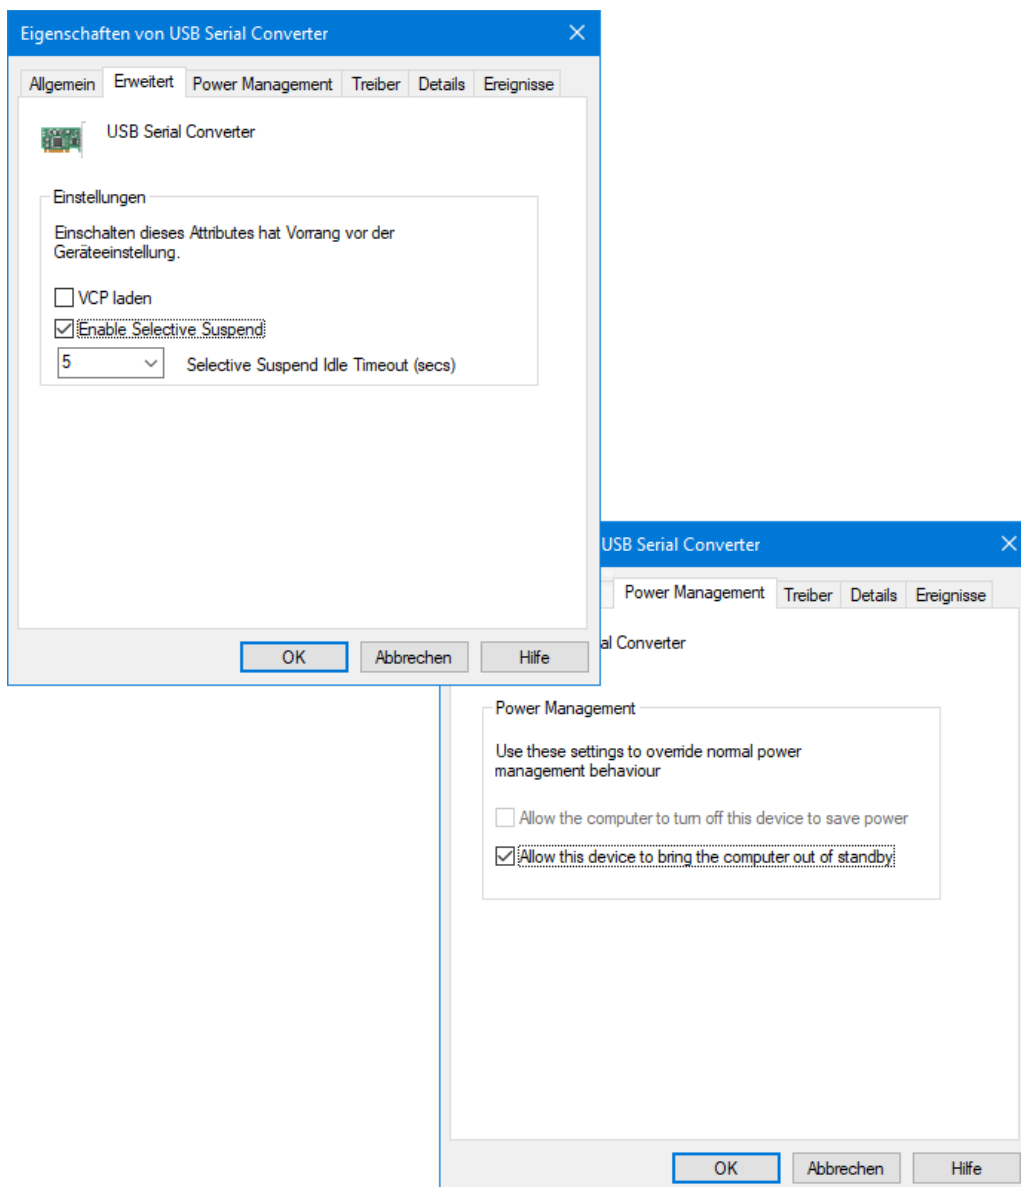 Eigenschaften von USB Serial Converter
Allgemein Erweitert Power Management Treiber Details Ereignisse
USB Serial Converter
Einstellungen
Einschalten dieses Attributes hat Vorrang vor der
Geräteeinstellung.
VCP laden
Enable Selective Suspend
5 Selective Suspend Idle Timeout (secs)
OK Abbrechen Hilfe
USB Serial Converter
Power Management Treiber Details Ereignisse
al Converter
Power Management
Use these settings to override normal power
management behaviour
Allow the computer to turn off this device to save power
Allow this device to bring the computer out of standby
OK Abbrechen Hilfe